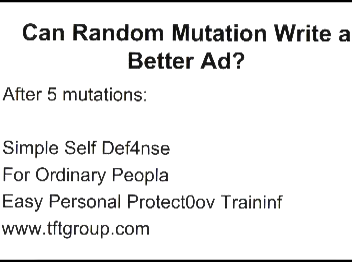 Can Random Mutation Write a
Better Ad?
After 5 mutations:
Simple Self Def4nse
For Ordinary Peopla
Easy Personal Protect0ov Traininf
www.tftgroup.com